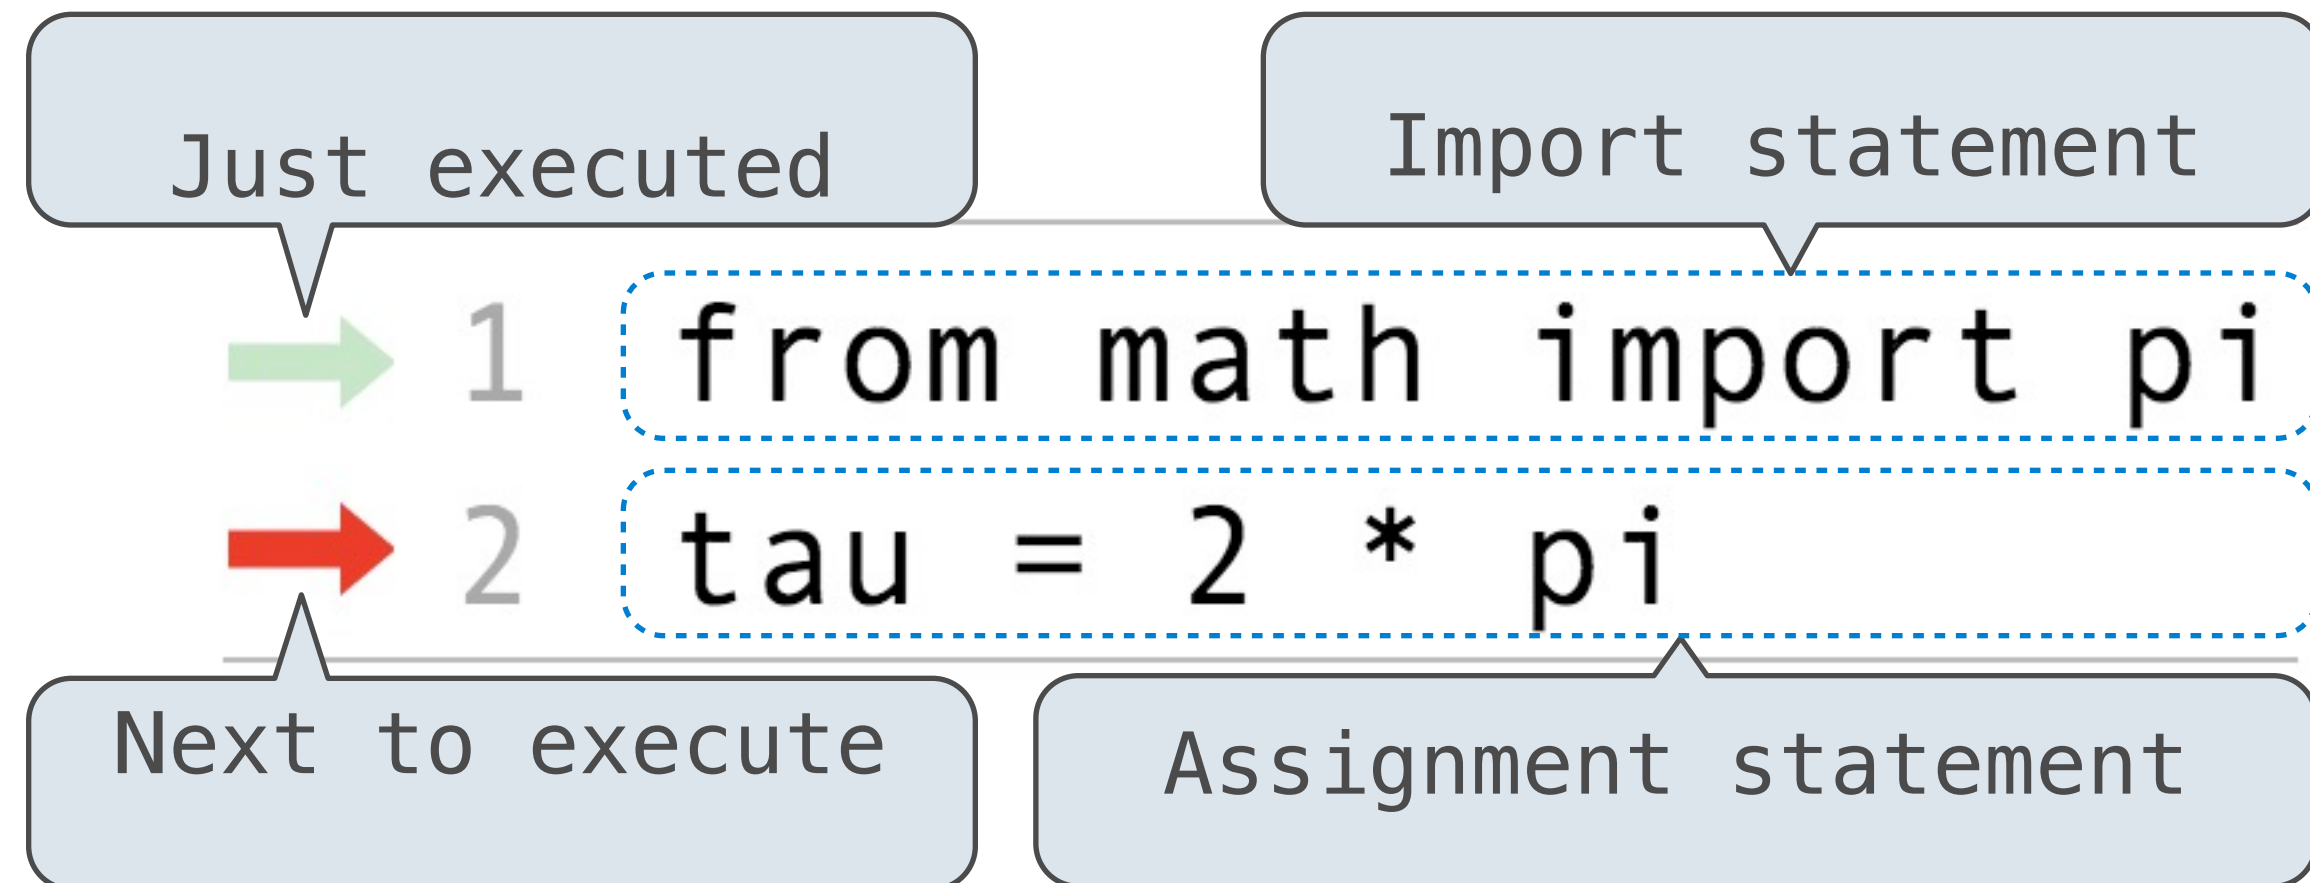 Just executed
Import statement
1 from math import pi
2 tau = 2 * pi
Next to execute
Assignment statement